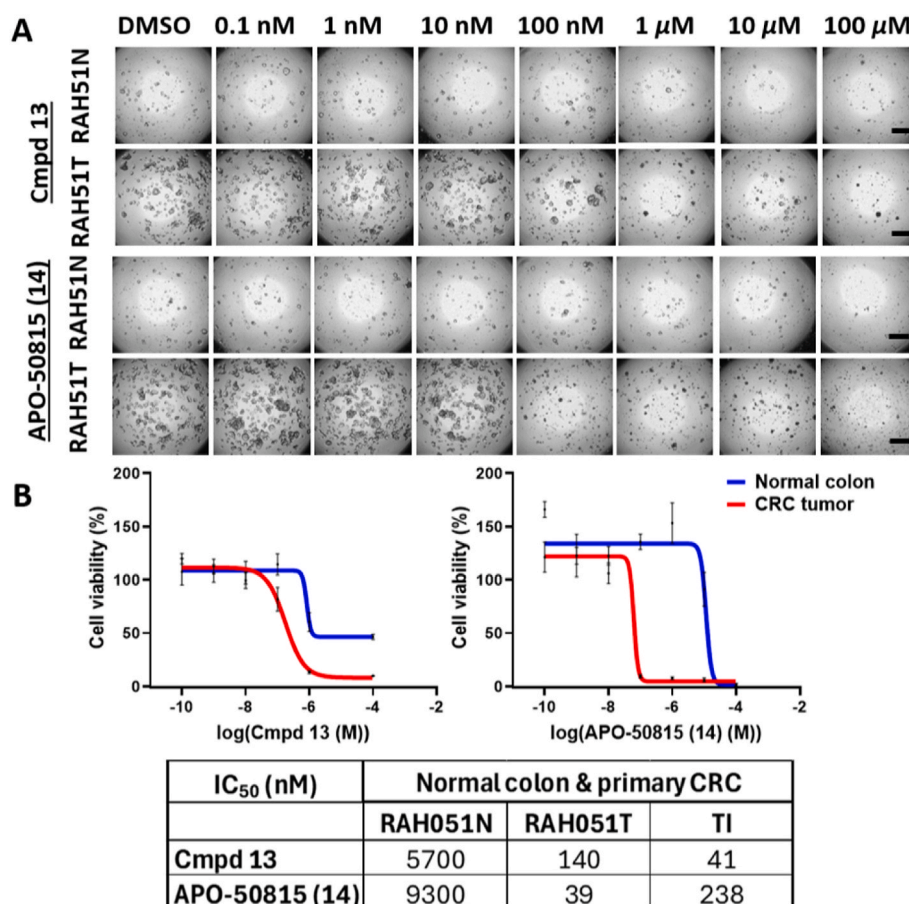 A
DMSO 0.1 nM 1 nM 10 nM 100 nM 1 µM 10 µM 100 µM
Cmpd 13
RAH51N
RAH51T
APO-50815 (14)
RAH51N
RAH51T
B
200
150
100
50
0
Cell viability (%)
-10 -8 -6 -4 -2
log(Cmpd 13 (M))
200
150
100
50
0
Cell viability (%)
-10 -8 -6 -4 -2
log(APO-50815 (14) (M))
Normal colon
CRC tumor
IC50 (nM) Normal colon & primary CRC
RAH051N RAH051T TI
Cmpd 13 5700 140 41
APO-50815 (14) 9300 39 238